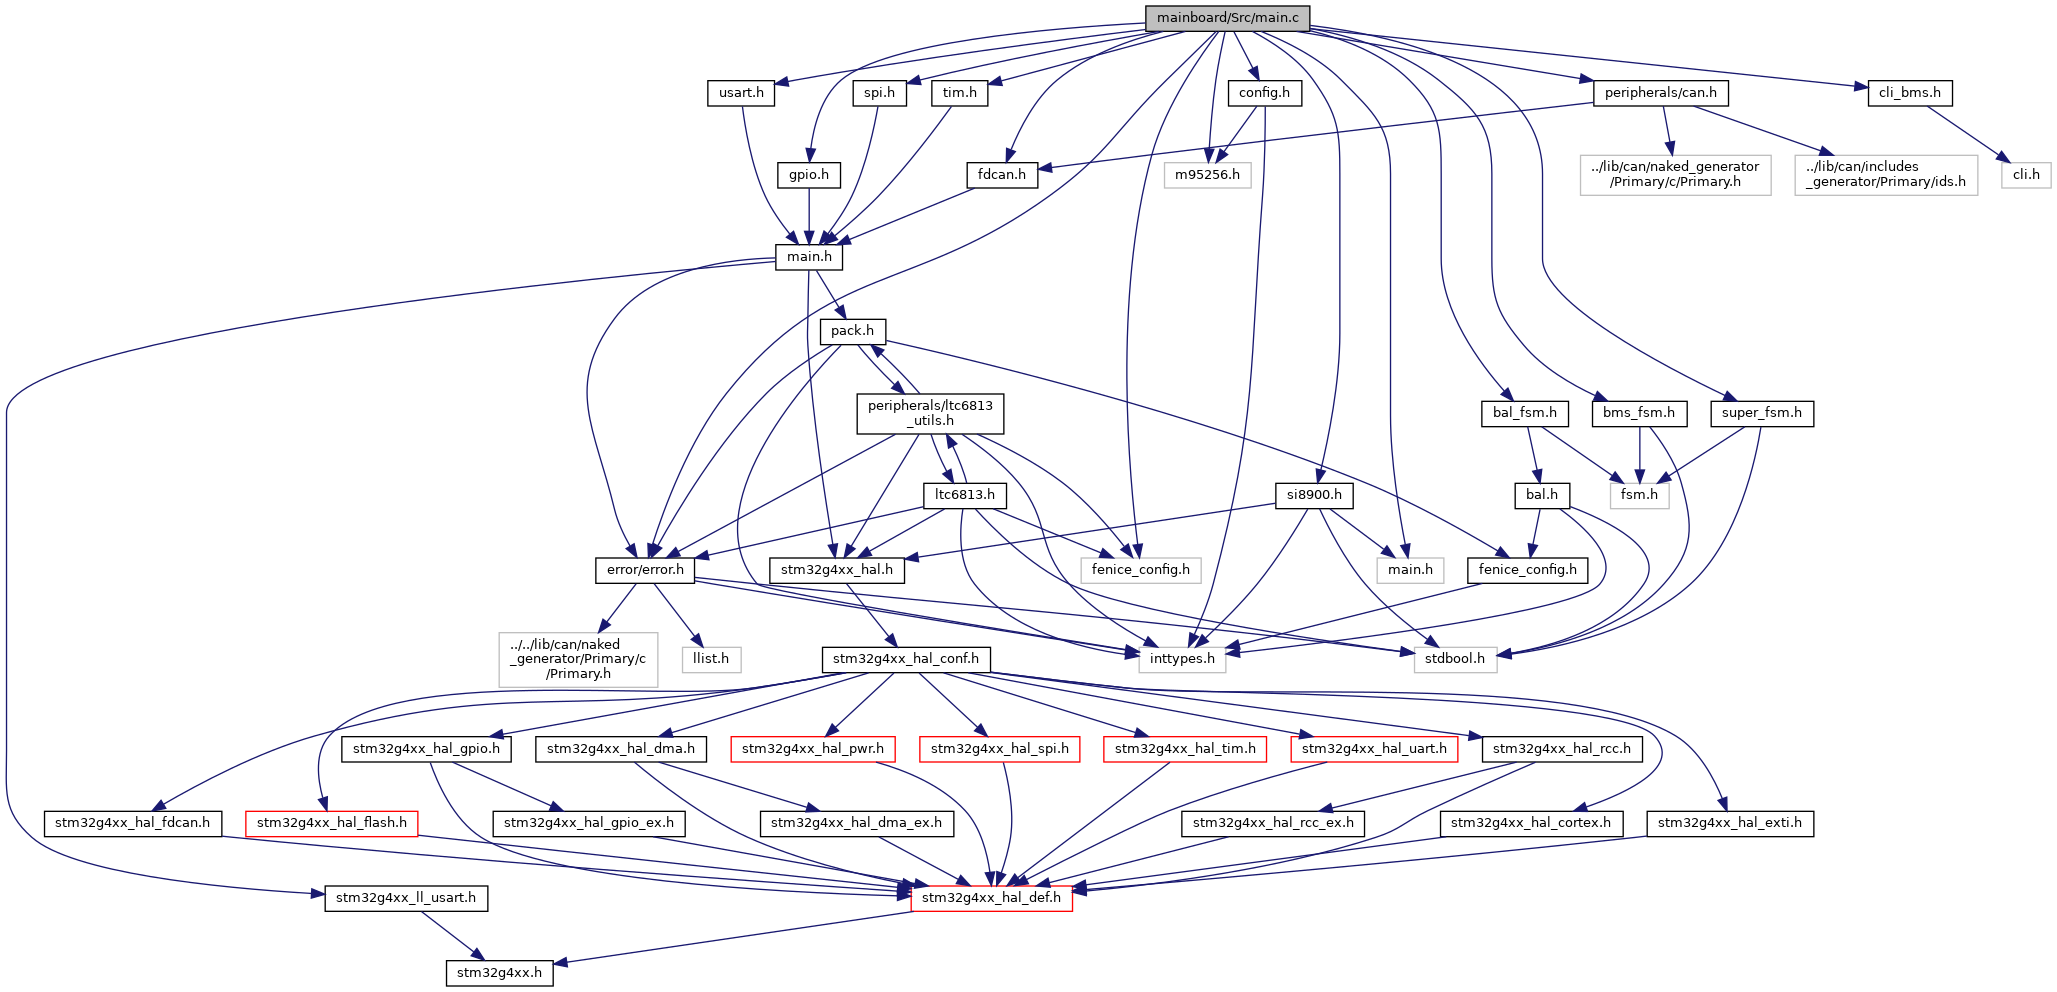 mainboard/Src/main.c
usart.h
spi.h
tim.h
config.h
peripherals/can.h
cli_bms.h
gpio.h
fdcan.h
m95256.h
../lib/can/naked_generator
/Primary/c/Primary.h
../lib/can/includes
_generator/Primary/ids.h
cli.h
main.h
pack.h
peripherals/ltc6813
_utils.h
bal_fsm.h
bms_fsm.h
super_fsm.h
ltc6813.h
si8900.h
bal.h
fsm.h
error/error.h
stm32g4xx_hal.h
fenice_config.h
main.h
fenice_config.h
../../lib/can/naked
_generator/Primary/c
/Primary.h
llist.h
stm32g4xx_hal_conf.h
inttypes.h
stdbool.h
stm32g4xx_hal_gpio.h
stm32g4xx_hal_dma.h
stm32g4xx_hal_pwr.h
stm32g4xx_hal_spi.h
stm32g4xx_hal_tim.h
stm32g4xx_hal_uart.h
stm32g4xx_hal_rcc.h
stm32g4xx_hal_fdcan.h
stm32g4xx_hal_flash.h
stm32g4xx_hal_gpio_ex.h
stm32g4xx_hal_dma_ex.h
stm32g4xx_hal_rcc_ex.h
stm32g4xx_hal_cortex.h
stm32g4xx_hal_exti.h
stm32g4xx_ll_usart.h
stm32g4xx_hal_def.h
stm32g4xx.h